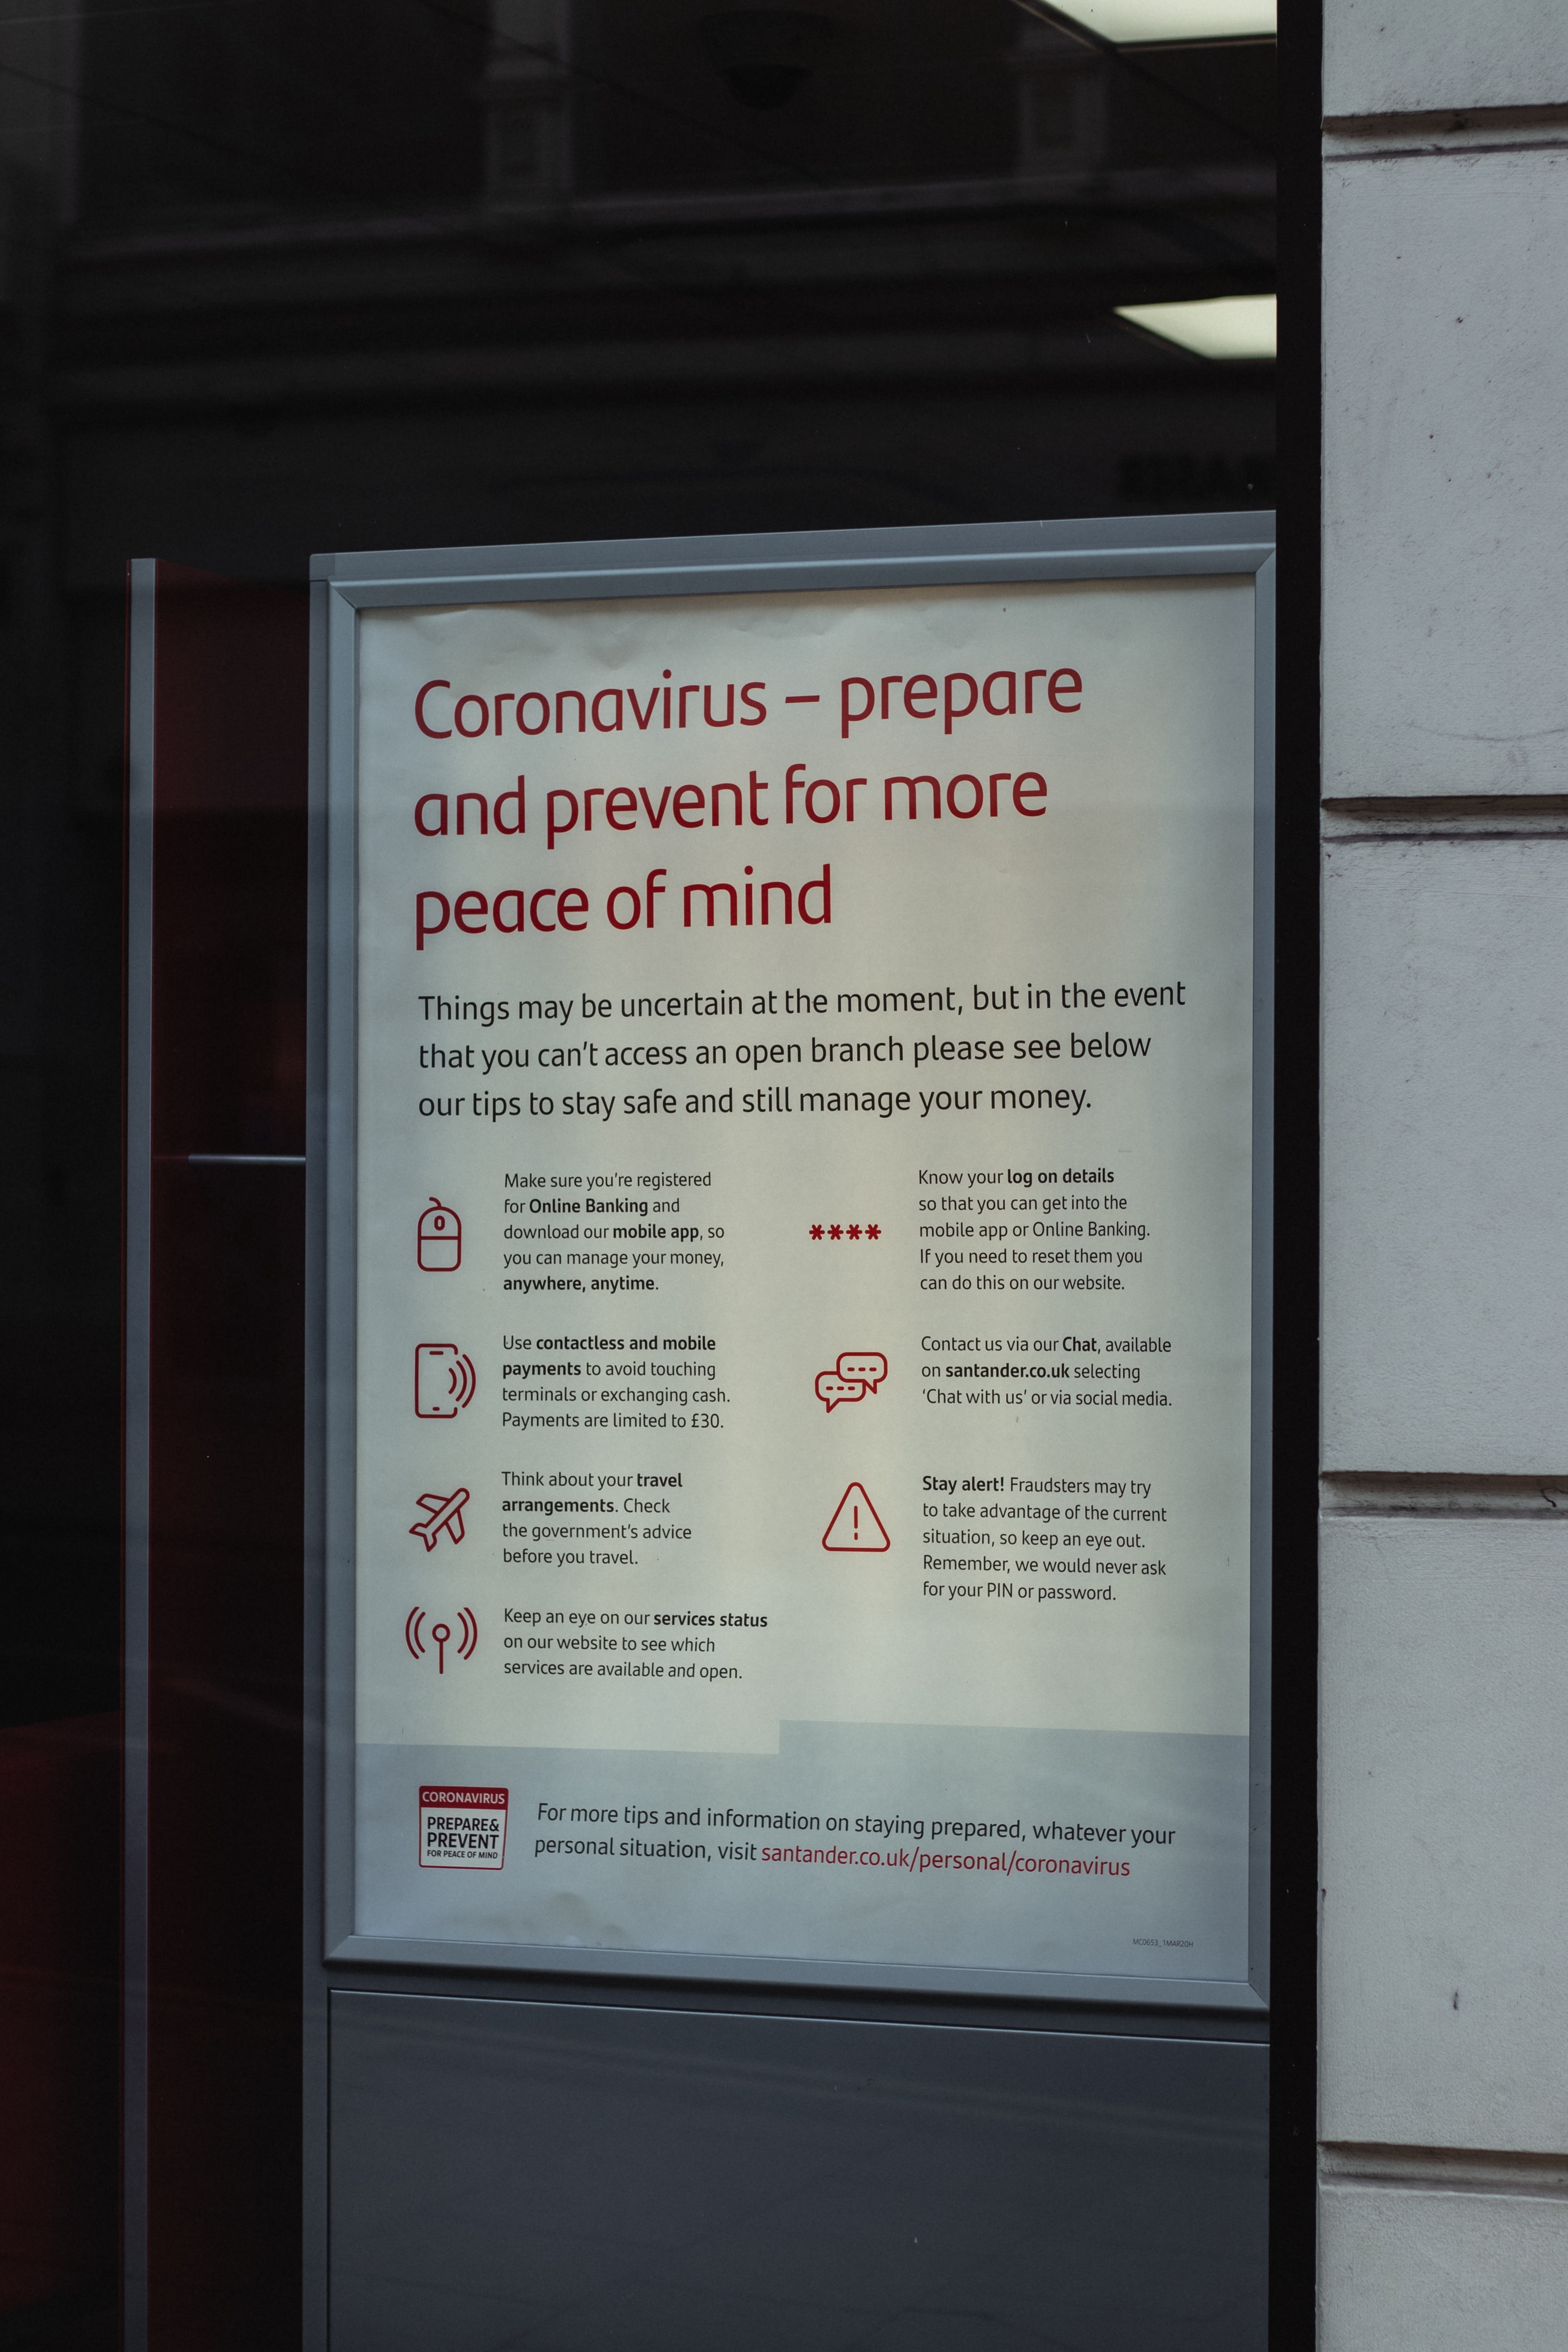 Coronavirus – prepare
and prevent for more
peace of mind
Things may be uncertain at the moment, but in the event
that you can't access an open branch please see below
our tips to stay safe and still manage your money.
Make sure you're registered
for Online Banking and
download our mobile app, so
you can manage your money,
anywhere, anytime.
Use contactless and mobile
payments to avoid touching
terminals or exchanging cash.
Payments are limited to £30.
Think about your travel
arrangements. Check
the government's advice
before you travel.
Keep an eye on our services status
on our website to see which
services are available and open.
****
Know your log on details
so that you can get into the
mobile app or Online Banking.
If you need to reset them you
can do this on our website.
Contact us via our Chat, available
on santander.co.uk selecting
'Chat with us' or via social media.
Stay alert! Fraudsters may try
to take advantage of the current
situation, so keep an eye out.
Remember, we would never ask
for your PIN or password.
CORONAVIRUS
PREPARE&
PREVENT
FOR PEACE OF MIND
For more tips and information on staying prepared, whatever your
personal situation, visit santander.co.uk/personal/coronavirus
MC0653_1MAR20H